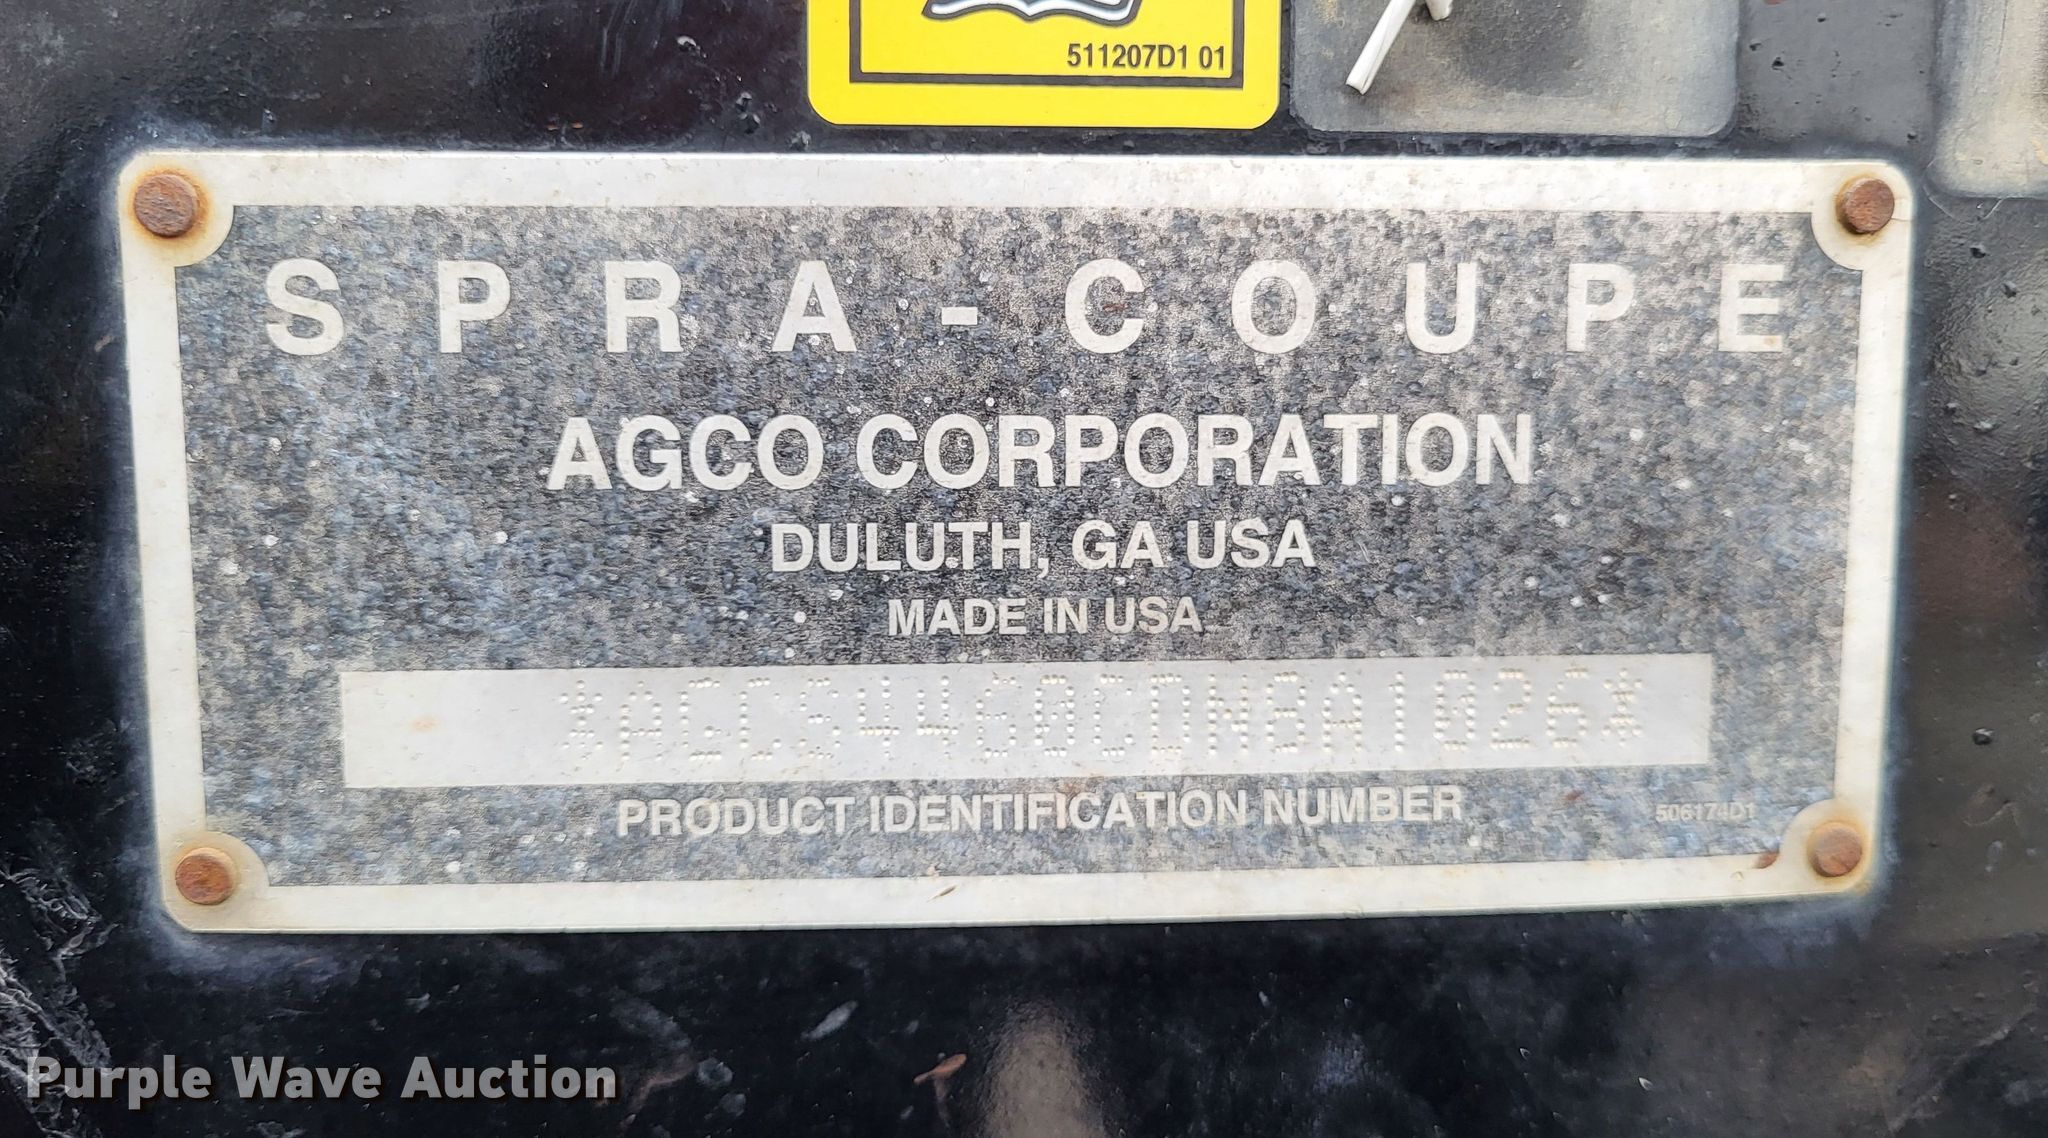 511207D1 01
SPRA-COUPE
AGCO CORPORATION
DULUTH, GA USA
MADE IN USA
*AGCS4460CDN8A1026*
PRODUCT IDENTIFICATION NUMBER
506174D1
Purple Wave Auction